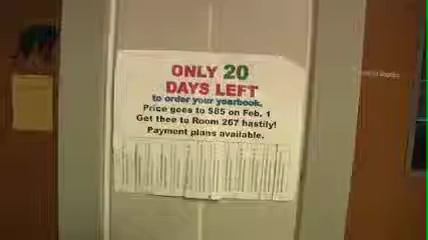 ONLY 20
DAYS LEFT
to order your yearbook.
Price goes to $85 on Feb. 1
Get thee to Room 267 hastily!
Payment plans available.